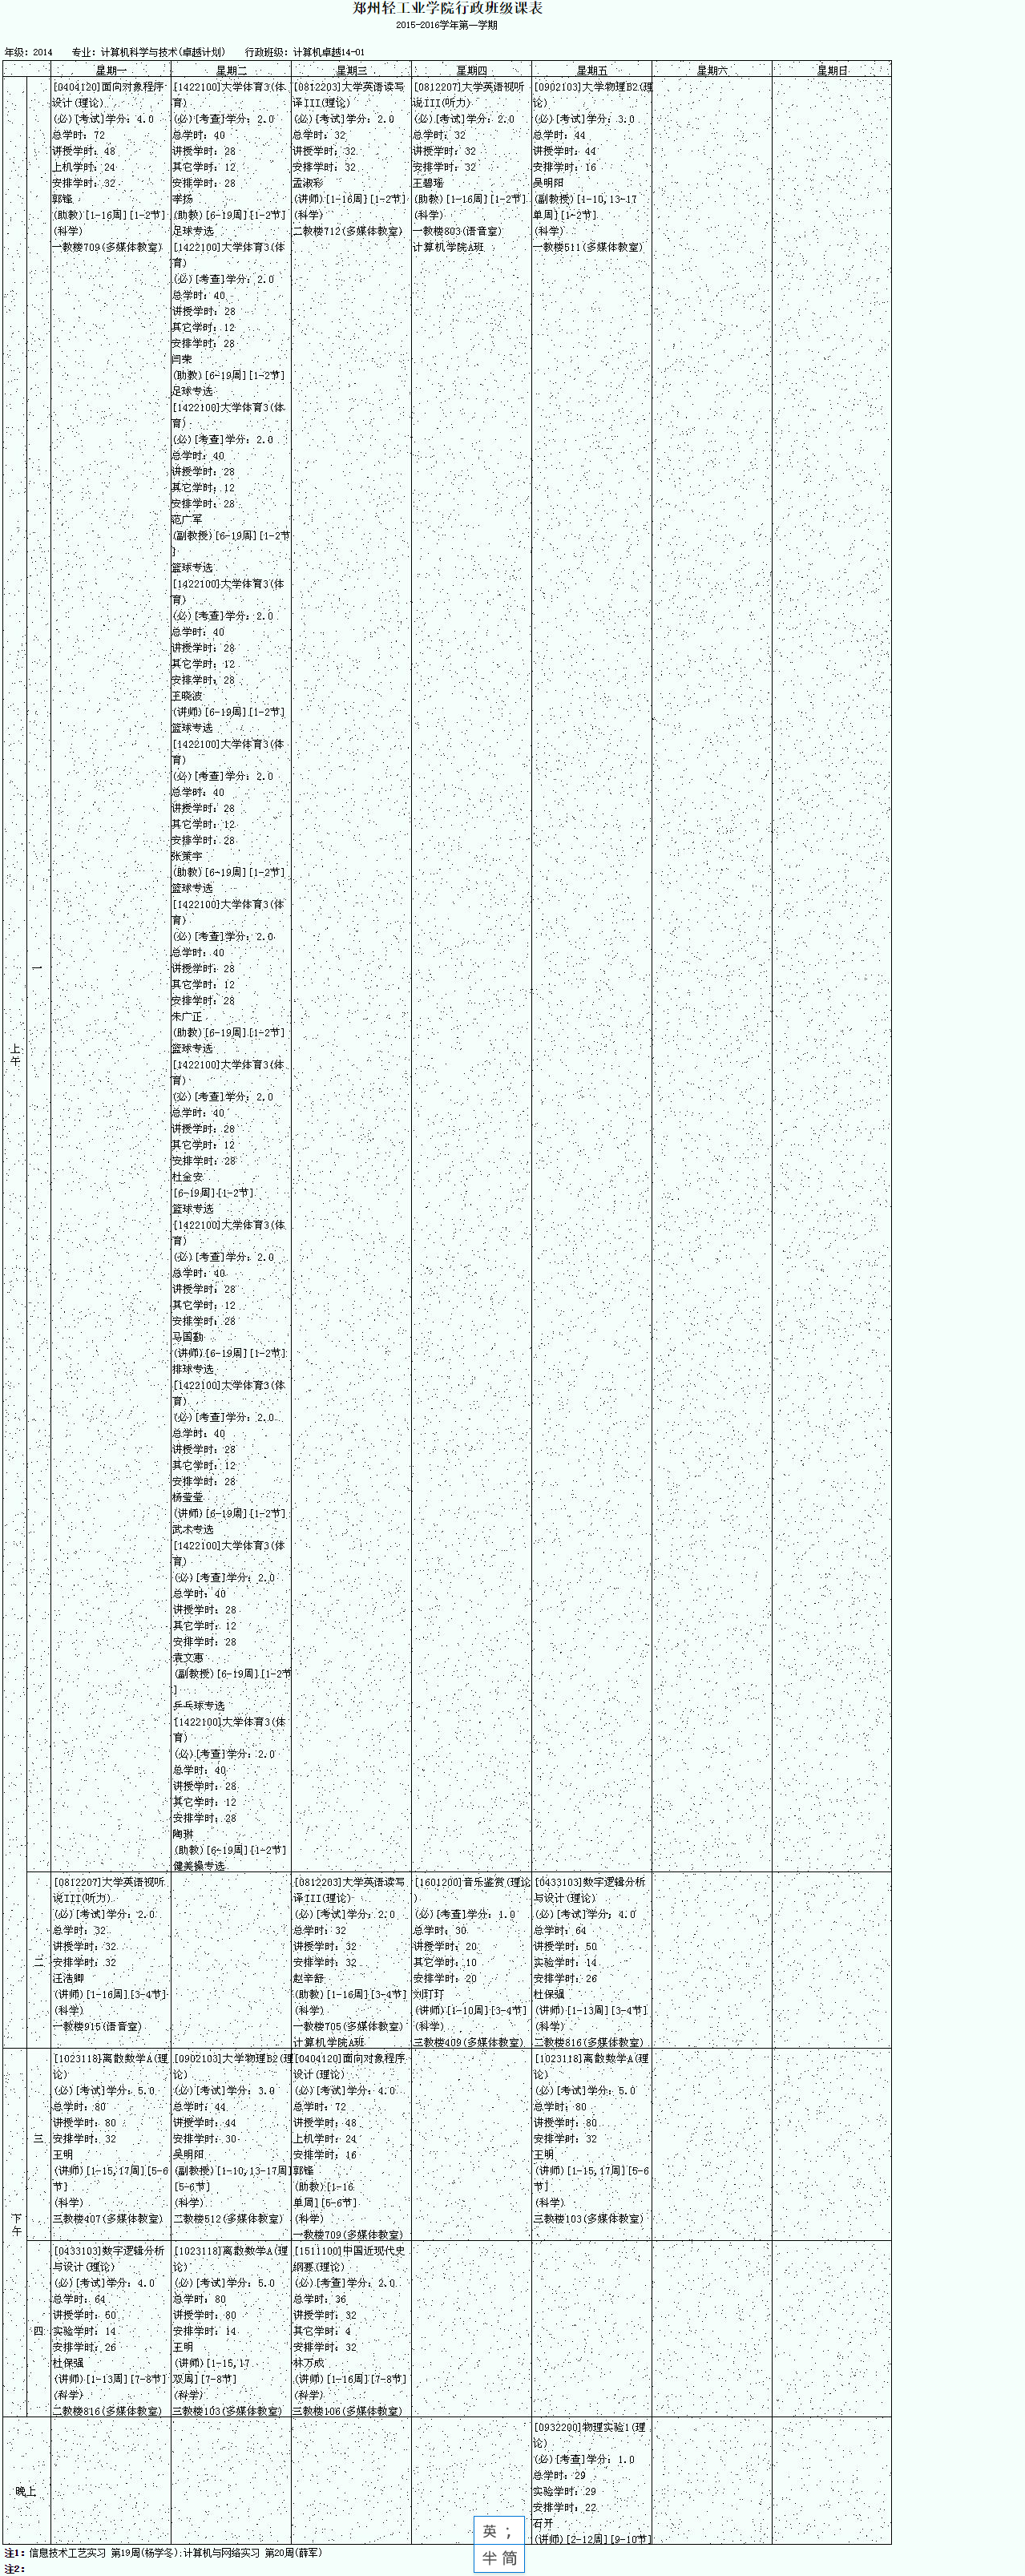 郑州轻工业学院行政班级课表
2015-2016学年第一学期
年级：2014 专业：计算机科学与技术(卓越计划) 行政班级：计算机卓越14-01
星期一 星期二 星期三 星期四 星期五 星期六 星期日
上午
一
[0404120]面向对象程序
设计(理论)
(必)[考试]学分：4.0
总学时：72
讲授学时：48
上机学时：24
安排学时：32
郭锋
(助教)[1-16周][1-2节]
(科学)
一教楼709(多媒体教室)
[1422100]大学体育3(体
育)
(必)[考查]学分：2.0
总学时：40
讲授学时：28
其它学时：12
安排学时：28
李扬
(助教)[6-19周][1-2节]
足球专选
[1422100]大学体育3(体
育)
(必)[考查]学分：2.0
总学时：40
讲授学时：28
其它学时：12
安排学时：28
闫荣
(助教)[6-19周][1-2节]
足球专选
[1422100]大学体育3(体
育)
(必)[考查]学分：2.0
总学时：40
讲授学时：28
其它学时：12
安排学时：28
范广军
(副教授)[6-19周][1-2节
]
篮球专选
[1422100]大学体育3(体
育)
(必)[考查]学分：2.0
总学时：40
讲授学时：28
其它学时：12
安排学时：28
王晓波
(讲师)[6-19周][1-2节]
篮球专选
[1422100]大学体育3(体
育)
(必)[考查]学分：2.0
总学时：40
讲授学时：28
其它学时：12
安排学时：28
张策宇
(助教)[6-19周][1-2节]
篮球专选
[1422100]大学体育3(体
育)
(必)[考查]学分：2.0
总学时：40
讲授学时：28
其它学时：12
安排学时：28
朱广正
(助教)[6-19周][1-2节]
篮球专选
[1422100]大学体育3(体
育)
(必)[考查]学分：2.0
总学时：40
讲授学时：28
其它学时：12
安排学时：28
杜金安
[6-19周][1-2节]
篮球专选
[1422100]大学体育3(体
育)
(必)[考查]学分：2.0
总学时：40
讲授学时：28
其它学时：12
安排学时：28
马国勤
(讲师)[6-19周][1-2节]
排球专选
[1422100]大学体育3(体
育)
(必)[考查]学分：2.0
总学时：40
讲授学时：28
其它学时：12
安排学时：28
杨莹莹
(讲师)[6-19周][1-2节]
武术专选
[1422100]大学体育3(体
育)
(必)[考查]学分：2.0
总学时：40
讲授学时：28
其它学时：12
安排学时：28
袁文惠
(副教授)[6-19周][1-2节
]
乒乓球专选
[1422100]大学体育3(体
育)
(必)[考查]学分：2.0
总学时：40
讲授学时：28
其它学时：12
安排学时：28
陶琳
(助教)[6-19周][1-2节]
健美操专选
[0812203]大学英语读写
译III(理论)
(必)[考试]学分：2.0
总学时：32
讲授学时：32
安排学时：32
孟淑彩
(讲师)[1-16周][1-2节]
(科学)
二教楼712(多媒体教室)
[0812207]大学英语视听
说III(听力)
(必)[考试]学分：2.0
总学时：32
讲授学时：32
安排学时：32
王碧瑶
(助教)[1-16周][1-2节]
(科学)
一教楼803(语音室)
计算机学院A班
[0902103]大学物理B2(理
论)
(必)[考试]学分：3.0
总学时：44
讲授学时：44
安排学时：16
吴明阳
(副教授)[1-10,13-17
单周][1-2节]
(科学)
一教楼511(多媒体教室)
二
[0812207]大学英语视听
说III(听力)
(必)[考试]学分：2.0
总学时：32
讲授学时：32
安排学时：32
汪浩卿
(讲师)[1-16周][3-4节]
(科学)
一教楼915(语音室)
[0812203]大学英语读写
译III(理论)
(必)[考试]学分：2.0
总学时：32
讲授学时：32
安排学时：32
赵辛舒
(助教)[1-16周][3-4节]
(科学)
一教楼705(多媒体教室)
计算机学院A班
[1601200]音乐鉴赏(理论
)
(必)[考查]学分：1.0
总学时：30
讲授学时：20
其它学时：10
安排学时：20
刘玎玎
(讲师)[1-10周][3-4节]
(科学)
三教楼409(多媒体教室)
[0433103]数字逻辑分析
与设计(理论)
(必)[考试]学分：4.0
总学时：64
讲授学时：50
实验学时：14
安排学时：26
杜保强
(讲师)[1-13周][3-4节]
(科学)
二教楼816(多媒体教室)
下午
三
[1023118]离散数学A(理
论)
(必)[考试]学分：5.0
总学时：80
讲授学时：80
安排学时：32
王明
(讲师)[1-15,17周][5-6
节]
(科学)
三教楼407(多媒体教室)
[0902103]大学物理B2(理
论)
(必)[考试]学分：3.0
总学时：44
讲授学时：44
安排学时：30
吴明阳
(副教授)[1-10,13-17周]
[5-6节]
(科学)
二教楼512(多媒体教室)
[0404120]面向对象程序
设计(理论)
(必)[考试]学分：4.0
总学时：72
讲授学时：48
上机学时：24
安排学时：16
郭锋
(助教)[1-16
单周][5-6节]
(科学)
一教楼709(多媒体教室)
[1023118]离散数学A(理
论)
(必)[考试]学分：5.0
总学时：80
讲授学时：80
安排学时：32
王明
(讲师)[1-15,17周][5-6
节]
(科学)
三教楼103(多媒体教室)
四
[0433103]数字逻辑分析
与设计(理论)
(必)[考试]学分：4.0
总学时：64
讲授学时：50
实验学时：14
安排学时：26
杜保强
(讲师)[1-13周][7-8节]
(科学)
二教楼816(多媒体教室)
[1023118]离散数学A(理
论)
(必)[考试]学分：5.0
总学时：80
讲授学时：80
安排学时：14
王明
(讲师)[1-15,17
双周][7-8节]
(科学)
三教楼103(多媒体教室)
[1511100]中国近现代史
纲要(理论)
(必)[考查]学分：2.0
总学时：36
讲授学时：32
其它学时：4
安排学时：32
林万成
(讲师)[1-16周][7-8节]
(科学)
三教楼106(多媒体教室)
晚上
[0932200]物理实验1(理
论)
(必)[考查]学分：1.0
总学时：29
实验学时：29
安排学时：22
石开
(讲师)[2-12周][9-10节]
注1：信息技术工艺实习 第19周(杨学冬);计算机与网络实习 第20周(薛军)
注2：
英 ；
半 简